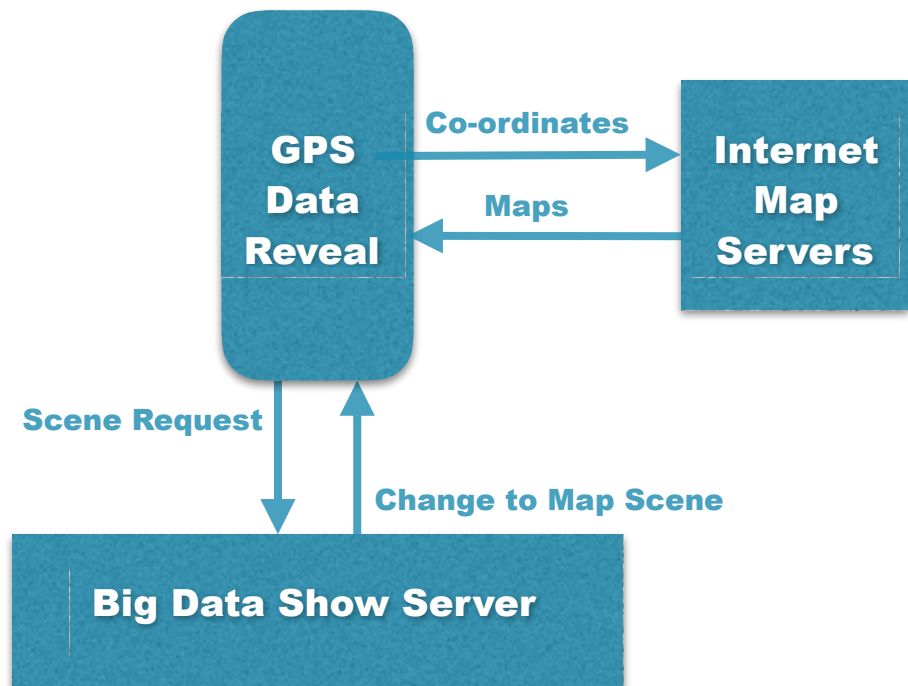 GPS
Data
Reveal
Co-ordinates
Maps
Internet
Map
Servers
Scene Request
Change to Map Scene
Big Data Show Server